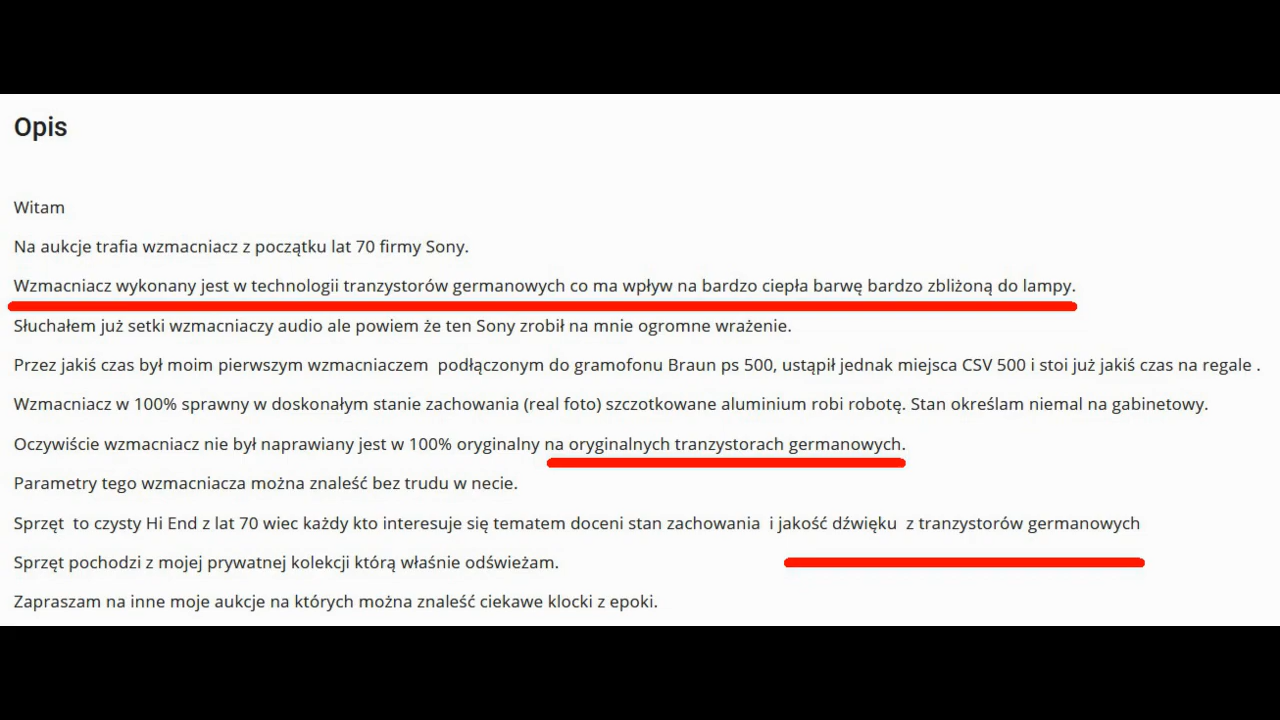 Opis
Witam
Na aukcje trafia wzmacniacz z początku lat 70 firmy Sony.
Wzmacniacz wykonany jest w technologii tranzystorów germanowych co ma wpływ na bardzo ciepła barwę bardzo zbliżoną do lampy.
Słuchałem już setki wzmacniaczy audio ale powiem że ten Sony zrobił na mnie ogromne wrażenie.
Przez jakiś czas był moim pierwszym wzmacniaczem  podłączonym do gramofonu Braun ps 500, ustąpił jednak miejsca CSV 500 i stoi już jakiś czas na regale .
Wzmacniacz w 100% sprawny w doskonałym stanie zachowania (real foto) szczotkowane aluminium robi robotę. Stan określam niemal na gabinetowy.
Oczywiście wzmacniacz nie był naprawiany jest w 100% oryginalny na oryginalnych tranzystorach germanowych.
Parametry tego wzmacniacza można znaleść bez trudu w necie.
Sprzęt  to czysty Hi End z lat 70 wiec każdy kto interesuje się tematem doceni stan zachowania  i jakość dźwięku  z tranzystorów germanowych
Sprzęt pochodzi z mojej prywatnej kolekcji którą właśnie odświeżam.
Zapraszam na inne moje aukcje na których można znaleść ciekawe klocki z epoki.